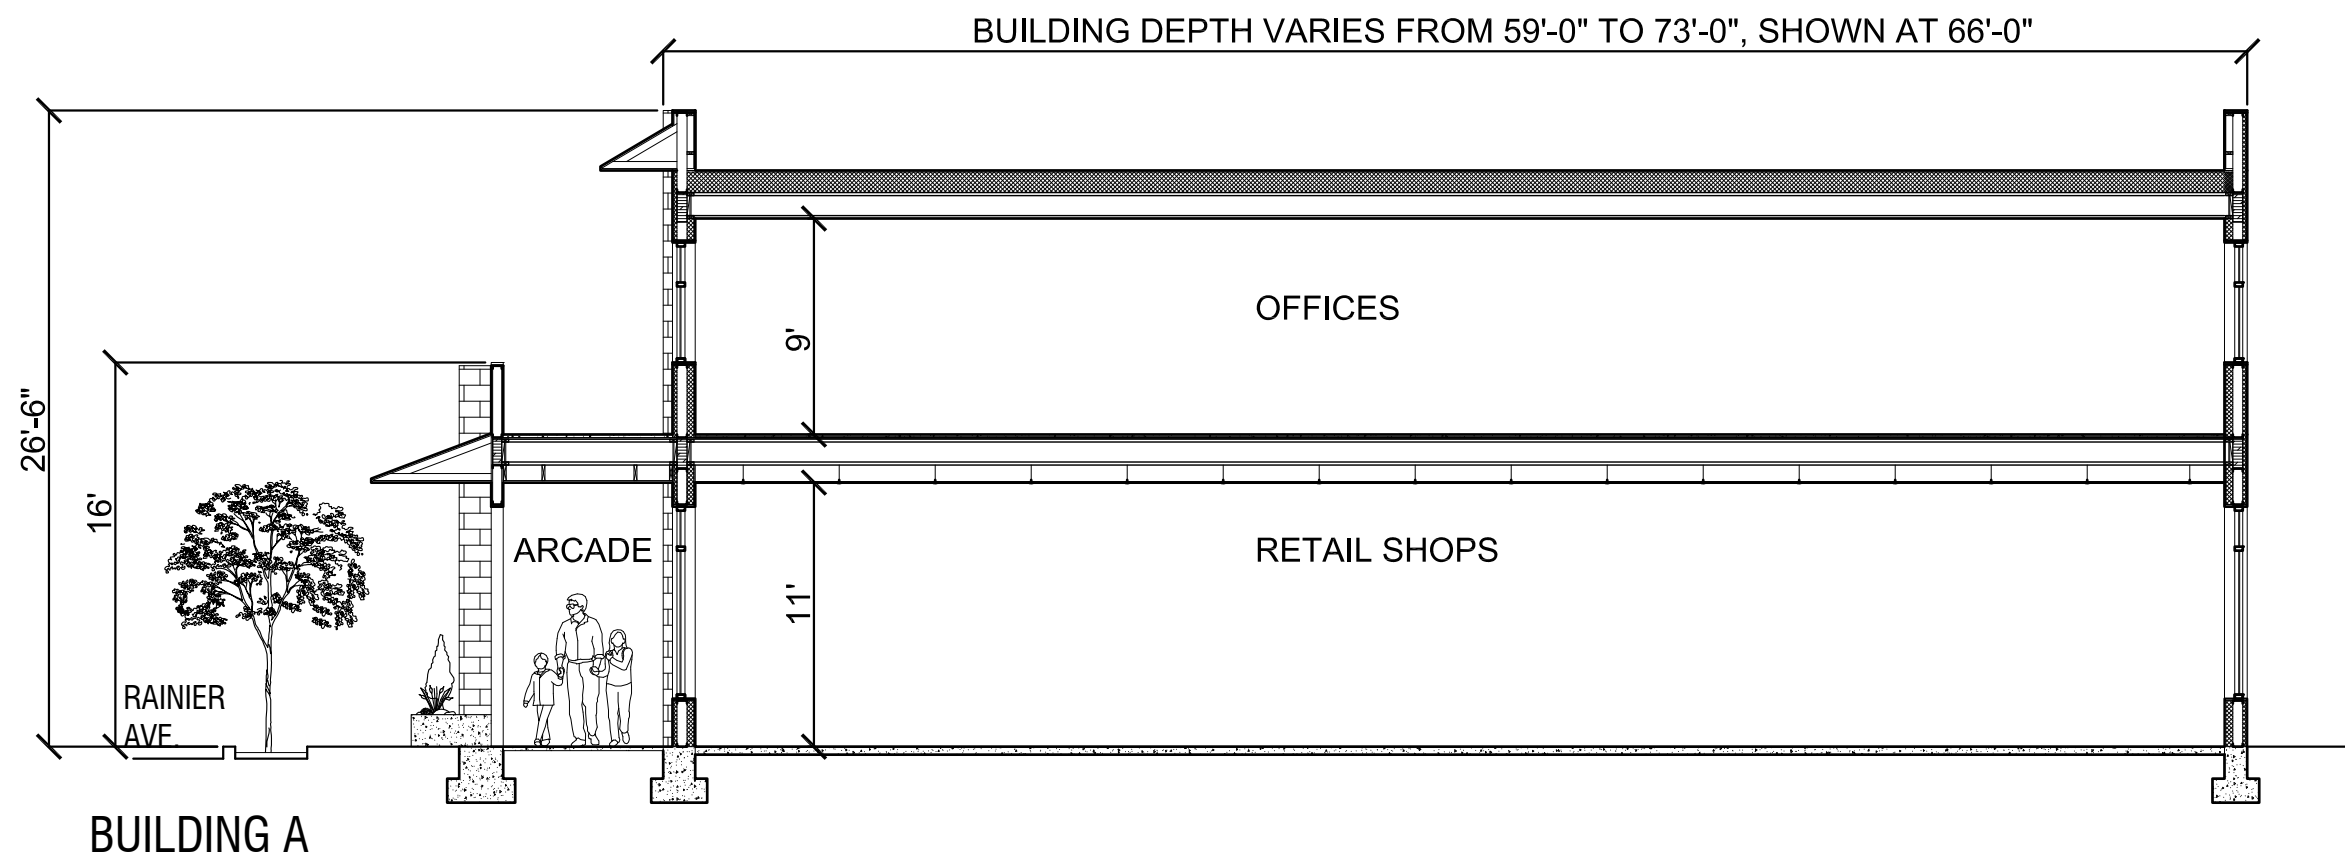 BUILDING DEPTH VARIES FROM 59'-0" TO 73'-0", SHOWN AT 66'-0"
OFFICES
9'
26'-6"
16'
ARCADE
RETAIL SHOPS
11'
RAINIER
AVE.
BUILDING A